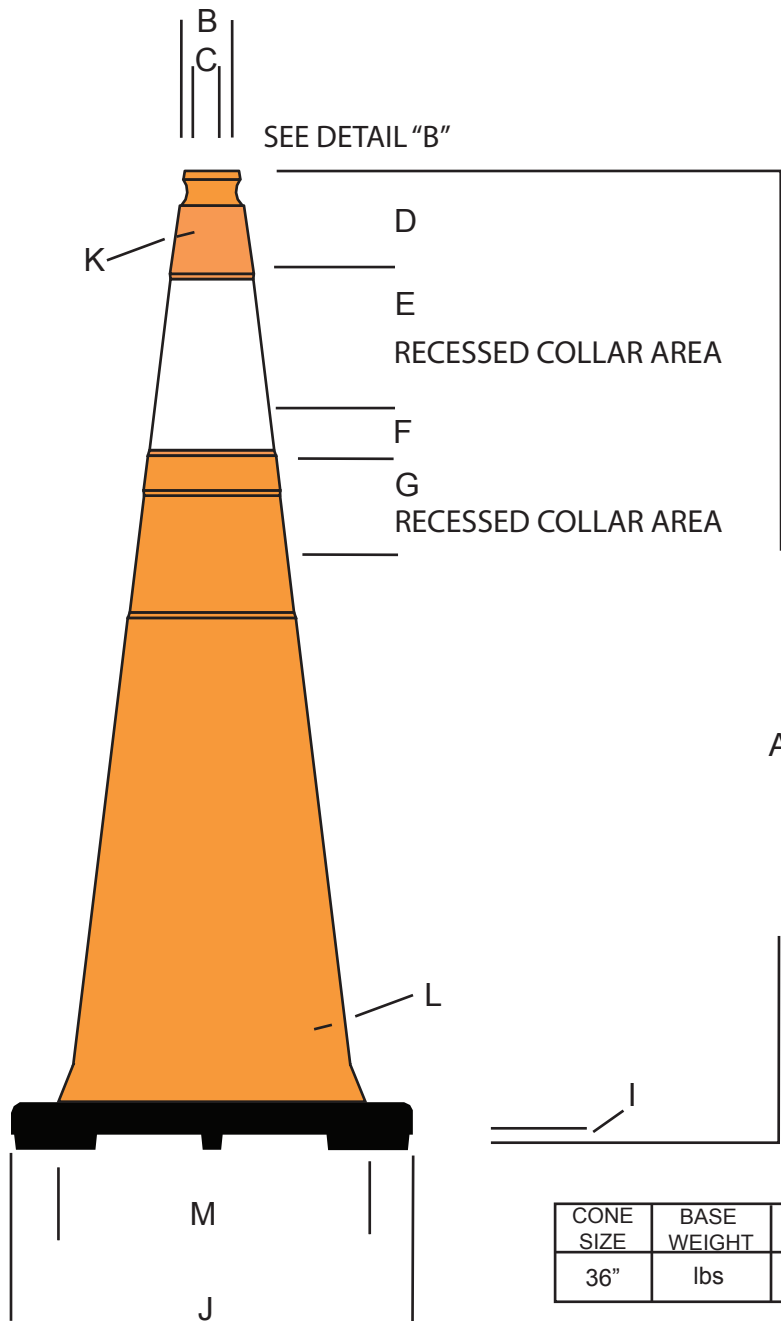 B
C
SEE DETAIL “B”
D
K
E
RECESSED COLLAR AREA
F
G
RECESSED COLLAR AREA
A
L
I
M
J
CONE SIZE
BASE WEIGHT
36”
lbs